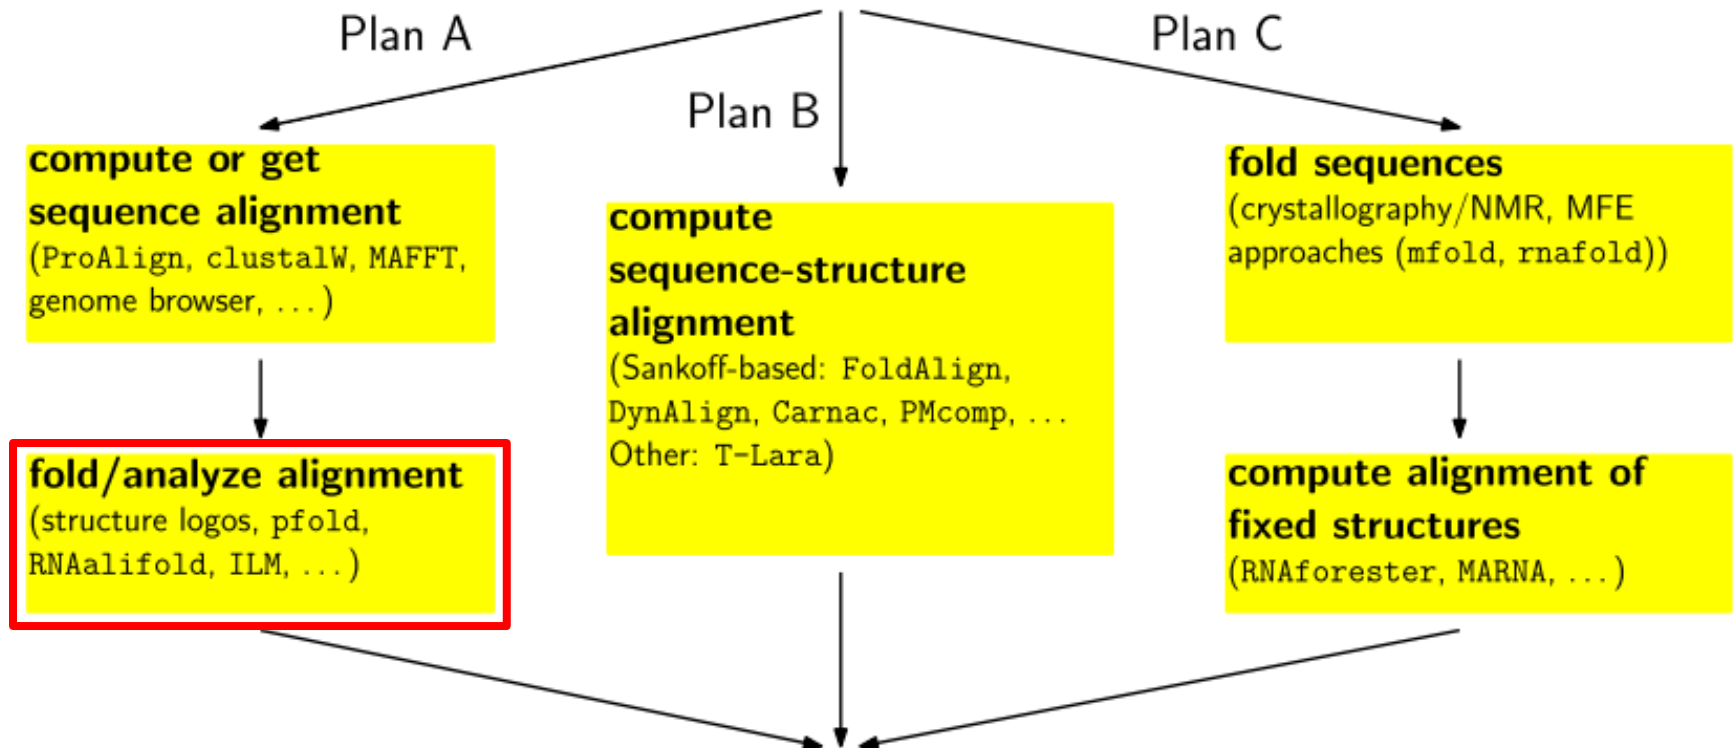 Plan A
Plan B
Plan C
compute or get
sequence alignment
(ProAlign, clustalW, MAFFT,
genome browser, ...)
fold/analyze alignment
(structure logos, pfold,
RNAalifold, ILM, ...)
compute
sequence-structure
alignment
(Sankoff-based: FoldAlign,
DynAlign, Carnac, PMcomp, ...
Other: T-Lara)
fold sequences
(crystallography/NMR, MFE
approaches (mfold, rnafold))
compute alignment of
fixed structures
(RNAforester, MARNA, ...)